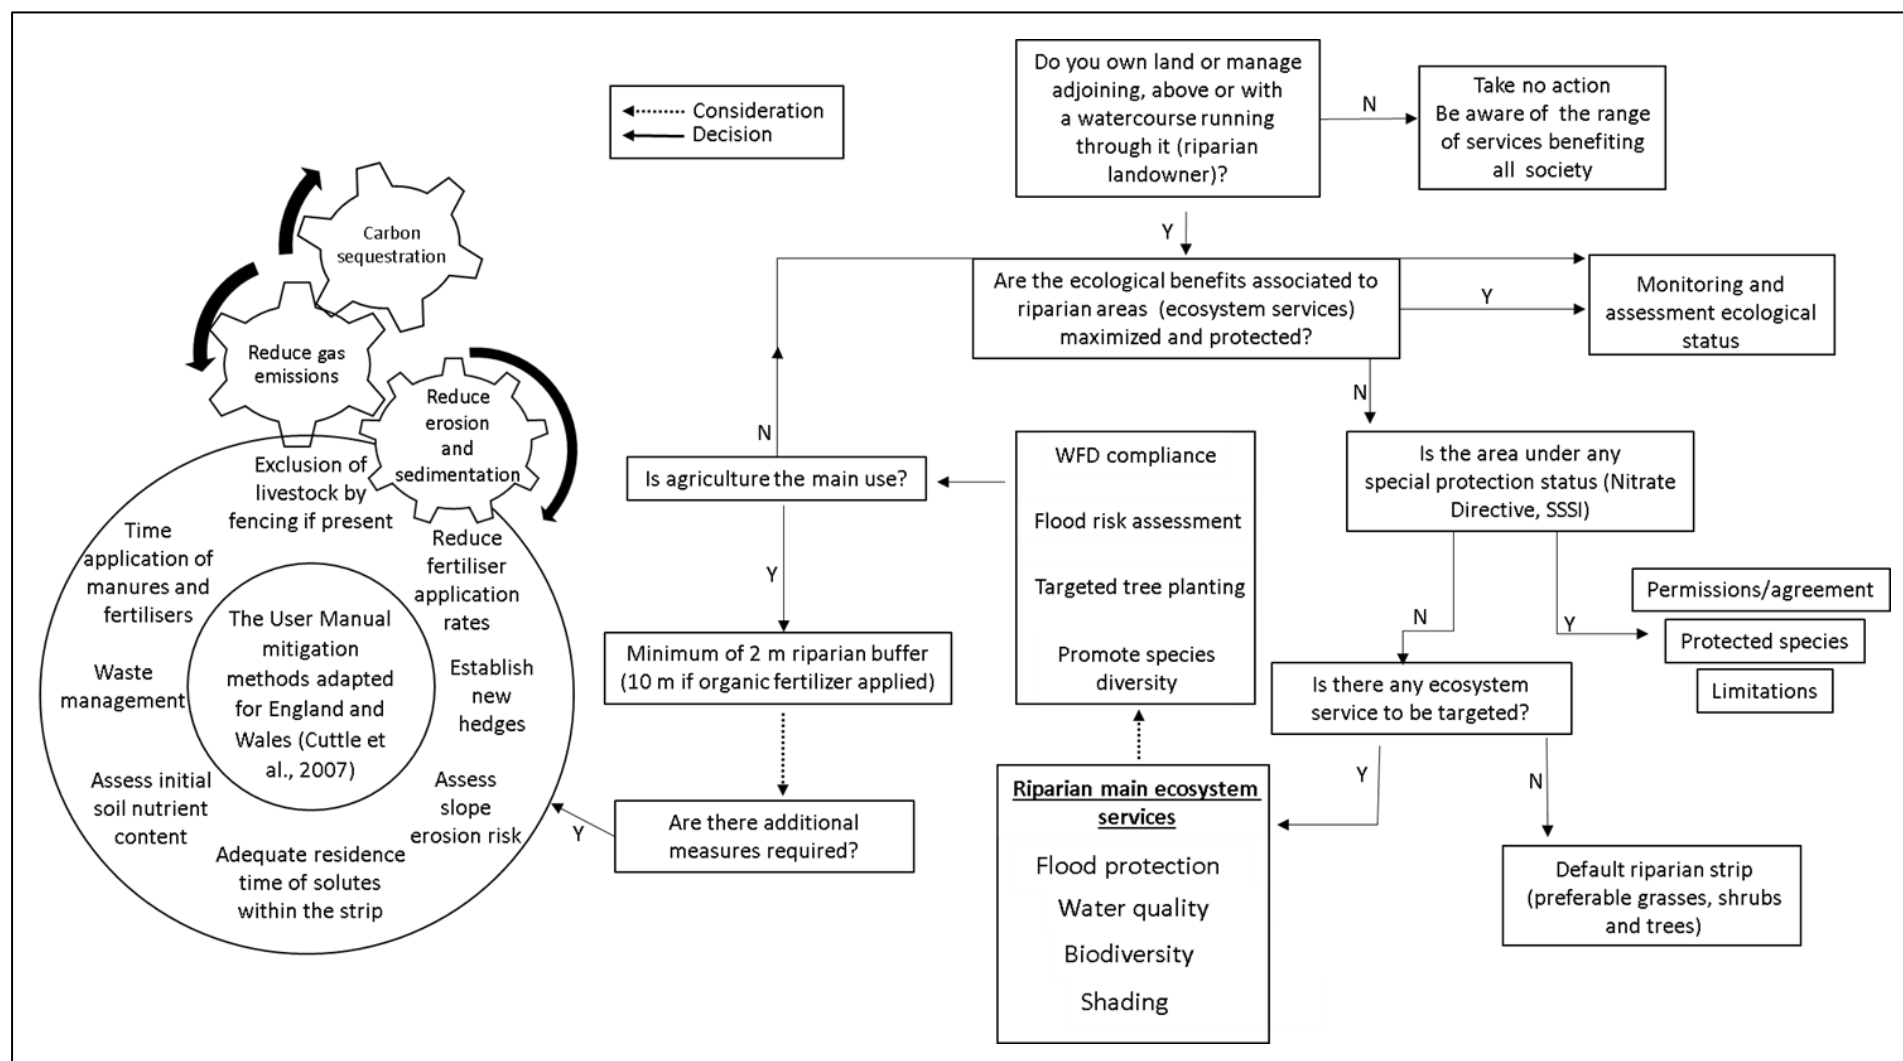 Do you own land or manage
adjoining, above or with
a watercourse running
through it (riparian
landowner)?
N
Take no action
Be aware of the range
of services benefiting
all society
Consideration
Decision
Y
Are the ecological benefits associated to
riparian areas (ecosystem services)
maximized and protected?
Y
Monitoring and
assessment ecological
status
N
Is the area under any
special protection status (Nitrate
Directive, SSSI)
Y
Permissions/agreement
Protected species
Limitations
N
Is there any ecosystem
service to be targeted?
N
Default riparian strip
(preferable grasses, shrubs
and trees)
Y
Riparian main ecosystem
services
Flood protection
Water quality
Biodiversity
Shading
WFD compliance
Flood risk assessment
Targeted tree planting
Promote species
diversity
Is agriculture the main use?
N
Y
Minimum of 2 m riparian buffer
(10 m if organic fertilizer applied)
Are there additional
measures required?
Y
Carbon
sequestration
Reduce gas
emissions
Reduce
erosion
and
sedimentation
Exclusion of
livestock by
fencing if present
Time
application of
manures and
fertilisers
Reduce
fertiliser
application
rates
Waste
management
Establish
new
hedges
Assess initial
soil nutrient
content
Assess
slope
erosion risk
Adequate residence
time of solutes
within the strip
The User Manual
mitigation
methods adapted
for England and
Wales (Cuttle et
al., 2007)